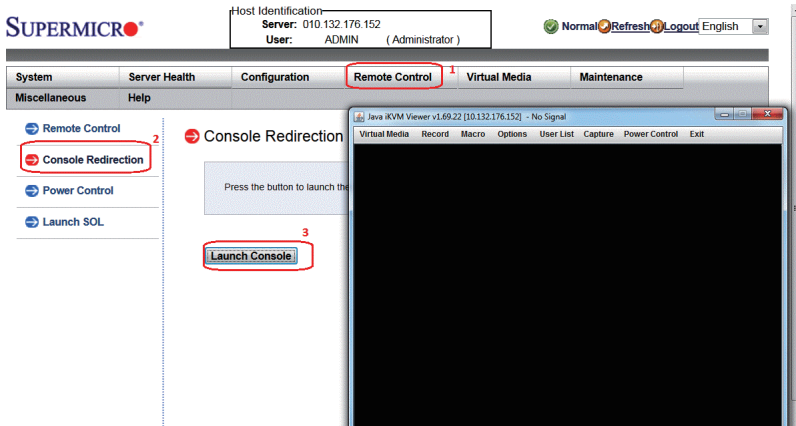 Host Identification
Server: 010.132.176.152
User: ADMIN ( Administrator )
SUPERMICR
Normal Refresh Logout English
System Server Health Configuration Remote Control 1 Virtual Media Maintenance
Miscellaneous Help
Remote Control
2
Console Redirection
Power Control
Launch SOL
Console Redirection
Press the button to launch the
3
Launch Console
Java iKVM Viewer v1.69.22 [10.132.176.152] - No Signal
Virtual Media Record Macro Options User List Capture Power Control Exit